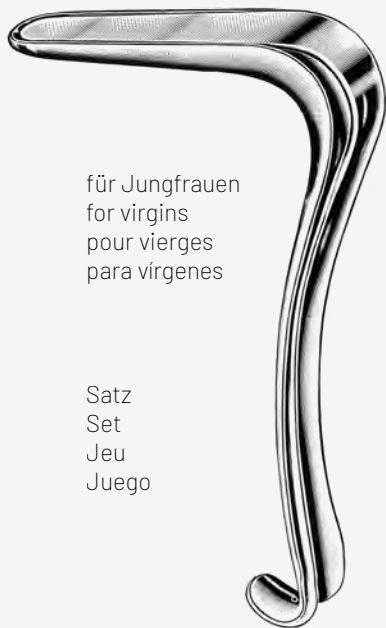 für Jungfrauen
for virgins
pour vierges
para vírgenes
Satz
Set
Jeu
Juego